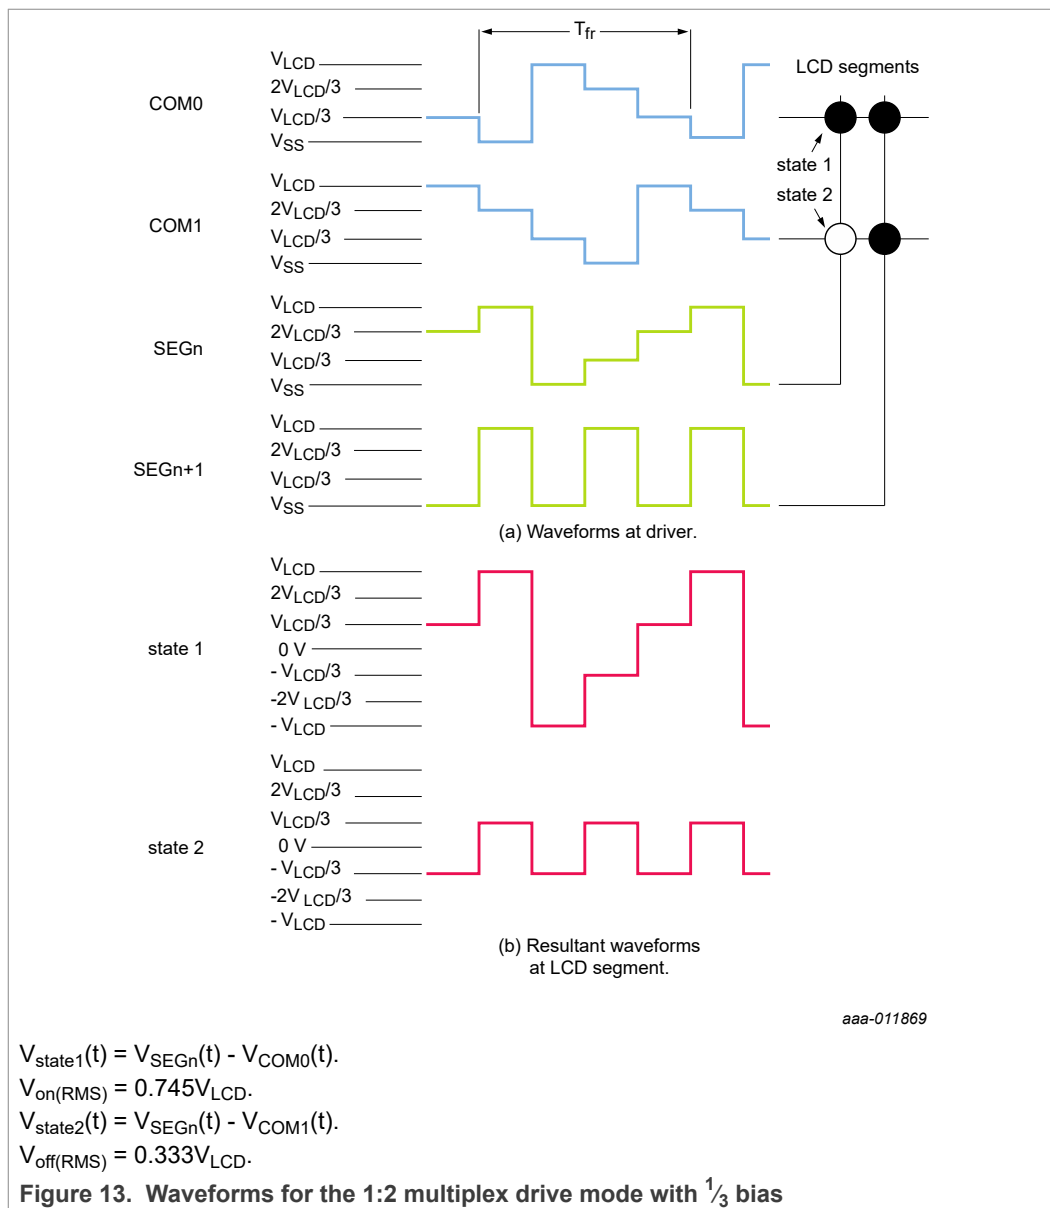 T_fr
V_LCD
2V_LCD/3
COM0
V_LCD/3
V_SS
LCD segments
state 1
state 2
V_LCD
2V_LCD/3
COM1
V_LCD/3
V_SS
V_LCD
2V_LCD/3
SEGn
V_LCD/3
V_SS
V_LCD
2V_LCD/3
SEGn+1
V_LCD/3
V_SS
(a) Waveforms at driver.
V_LCD
2V_LCD/3
V_LCD/3
state 1
0 V
- V_LCD/3
-2V_LCD/3
- V_LCD
V_LCD
2V_LCD/3
V_LCD/3
state 2
0 V
- V_LCD/3
-2V_LCD/3
- V_LCD
(b) Resultant waveforms
at LCD segment.
aaa-011869
V_state1(t) = V_SEGn(t) - V_COM0(t).
V_on(RMS) = 0.745V_LCD.
V_state2(t) = V_SEGn(t) - V_COM1(t).
V_off(RMS) = 0.333V_LCD.
Figure 13. Waveforms for the 1:2 multiplex drive mode with 1/3 bias